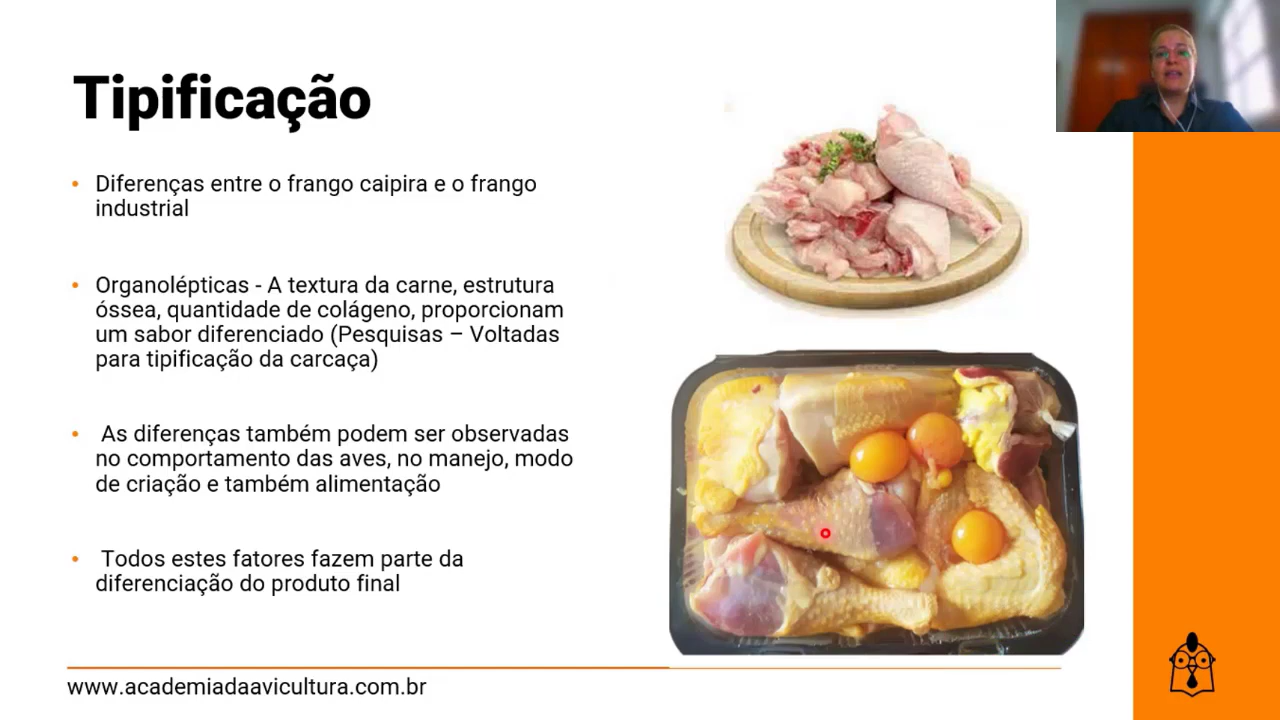 Tipificação
• Diferenças entre o frango caipira e o frango
industrial
• Organolépticas - A textura da carne, estrutura
óssea, quantidade de colágeno, proporcionam
um sabor diferenciado (Pesquisas – Voltadas
para tipificação da carcaça)
• As diferenças também podem ser observadas
no comportamento das aves, no manejo, modo
de criação e também alimentação
• Todos estes fatores fazem parte da
diferenciação do produto final
www.academiadaavicultura.com.br